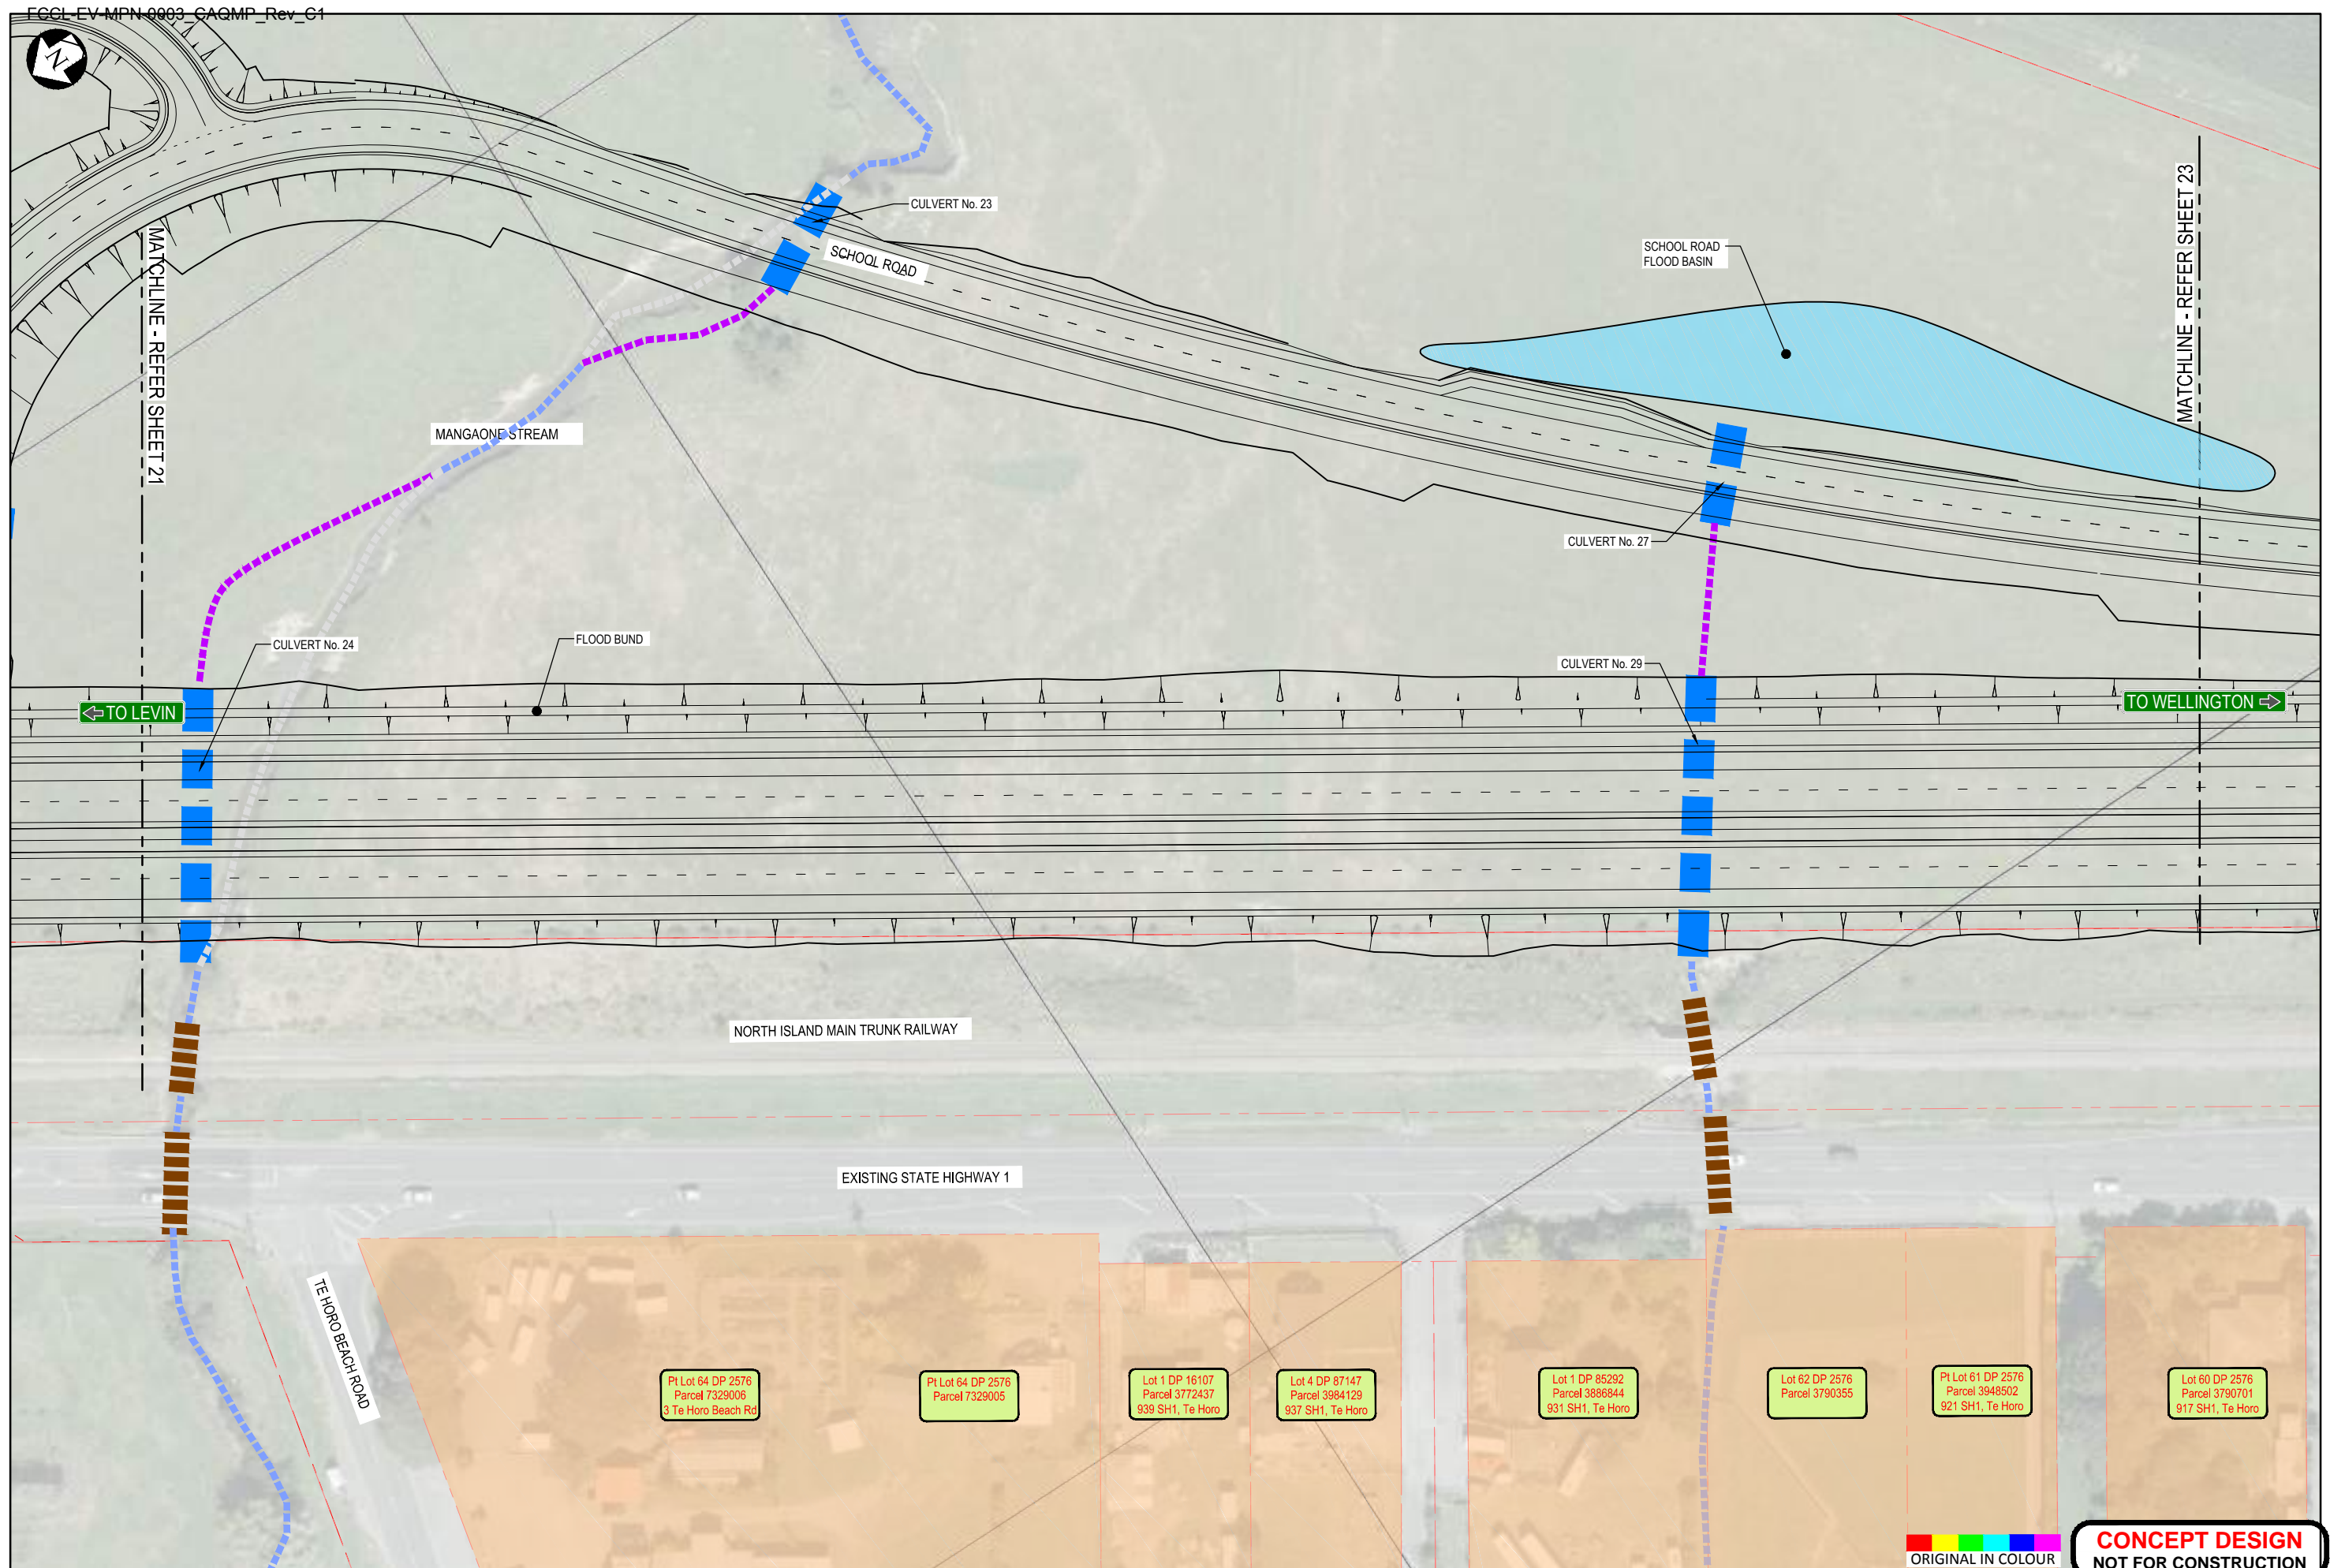 FCCL-EV-MPN-0003_CAQMP_Rev_C1
N
CULVERT No. 23
SCHOOL ROAD
SCHOOL ROAD
FLOOD BASIN
MATCHLINE - REFER SHEET 21
MATCHLINE - REFER SHEET 23
MANGAONE STREAM
CULVERT No. 27
CULVERT No. 24
FLOOD BUND
CULVERT No. 29
TO LEVIN
TO WELLINGTON
NORTH ISLAND MAIN TRUNK RAILWAY
EXISTING STATE HIGHWAY 1
TE HORO BEACH ROAD
Pt Lot 64 DP 2576
Parcel 7329006
3 Te Horo Beach Rd
Pt Lot 64 DP 2576
Parcel 7329005
Lot 1 DP 16107
Parcel 3772437
939 SH1, Te Horo
Lot 4 DP 87147
Parcel 3984129
937 SH1, Te Horo
Lot 1 DP 85292
Parcel 3886844
931 SH1, Te Horo
Lot 62 DP 2576
Parcel 3790355
Pt Lot 61 DP 2576
Parcel 3948502
921 SH1, Te Horo
Lot 60 DP 2576
Parcel 3790701
917 SH1, Te Horo
ORIGINAL IN COLOUR
CONCEPT DESIGN
NOT FOR CONSTRUCTION